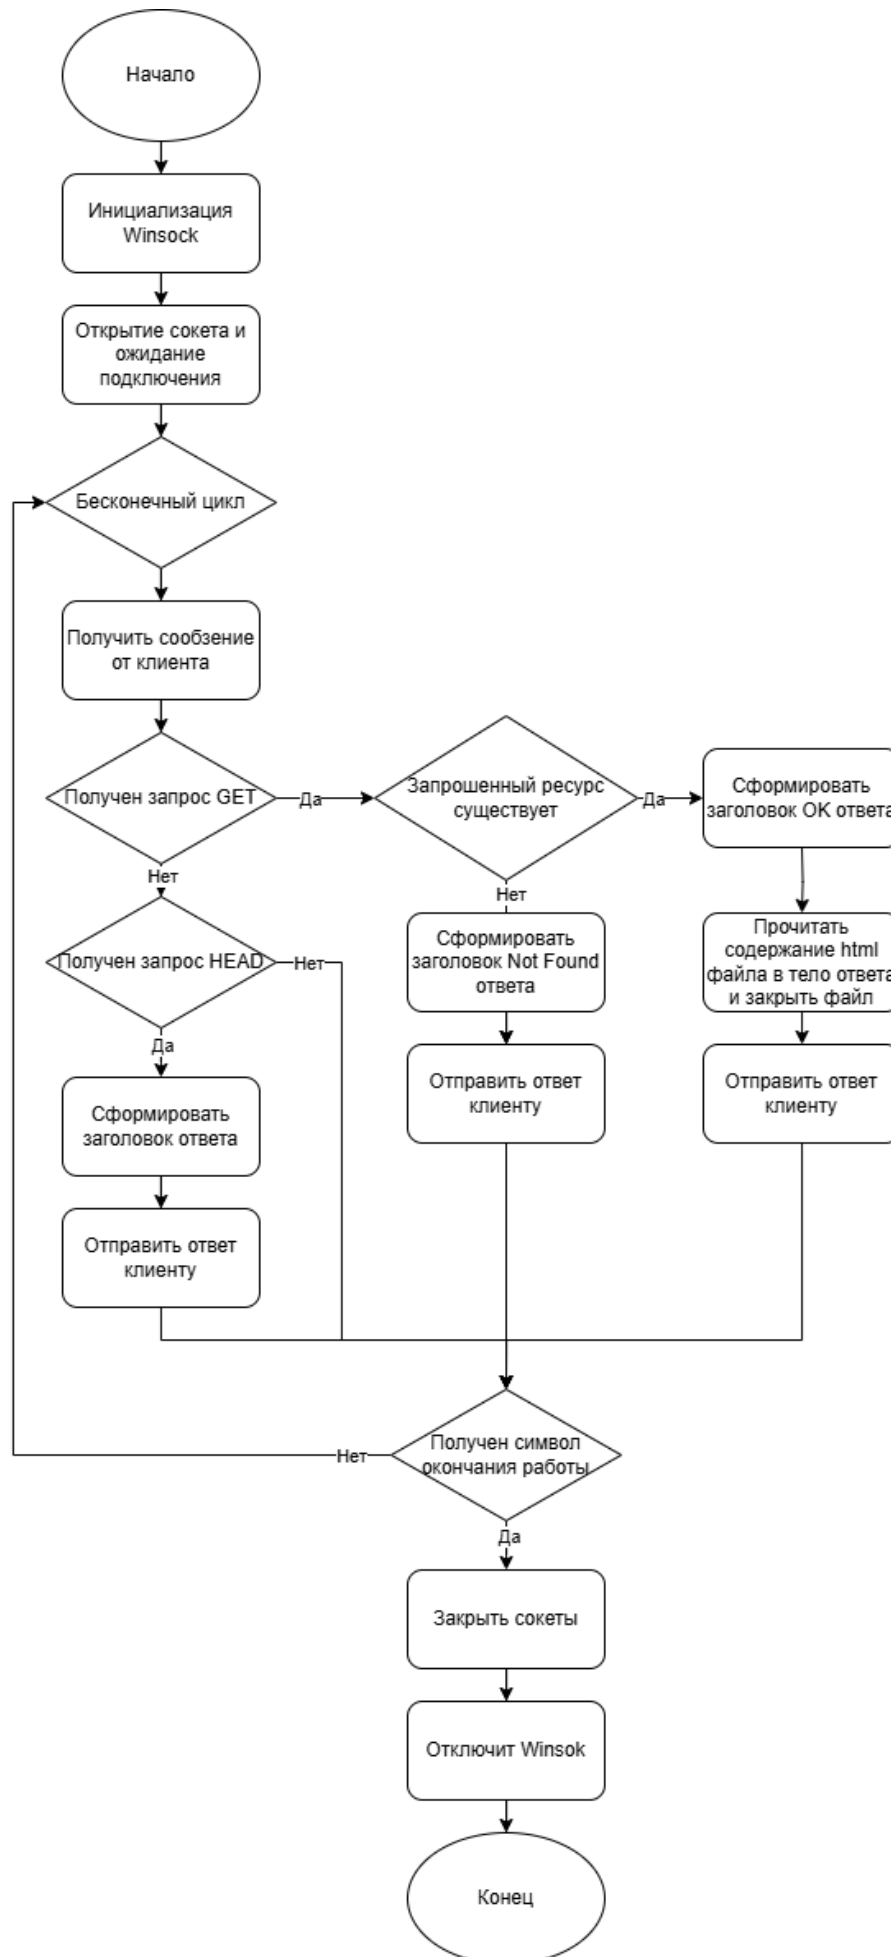 Начало
Инициализация
Winsock
Открытие сокета и
ожидание
подключения
Бесконечный цикл
Получить сообзение
от клиента
Получен запрос GET
Да
Запрошенный ресурс
существует
Да
Сформировать
заголовок OK ответа
Нет
Нет
Получен запрос HEAD
Нет
Сформировать
заголовок Not Found
ответа
Прочитать
содержание html
файла в тело ответа
и закрыть файл
Да
Сформировать
заголовок ответа
Отправить ответ
клиенту
Отправить ответ
клиенту
Отправить ответ
клиенту
Получен символ
окончания работы
Нет
Да
Закрыть сокеты
Отключит Winsok
Конец